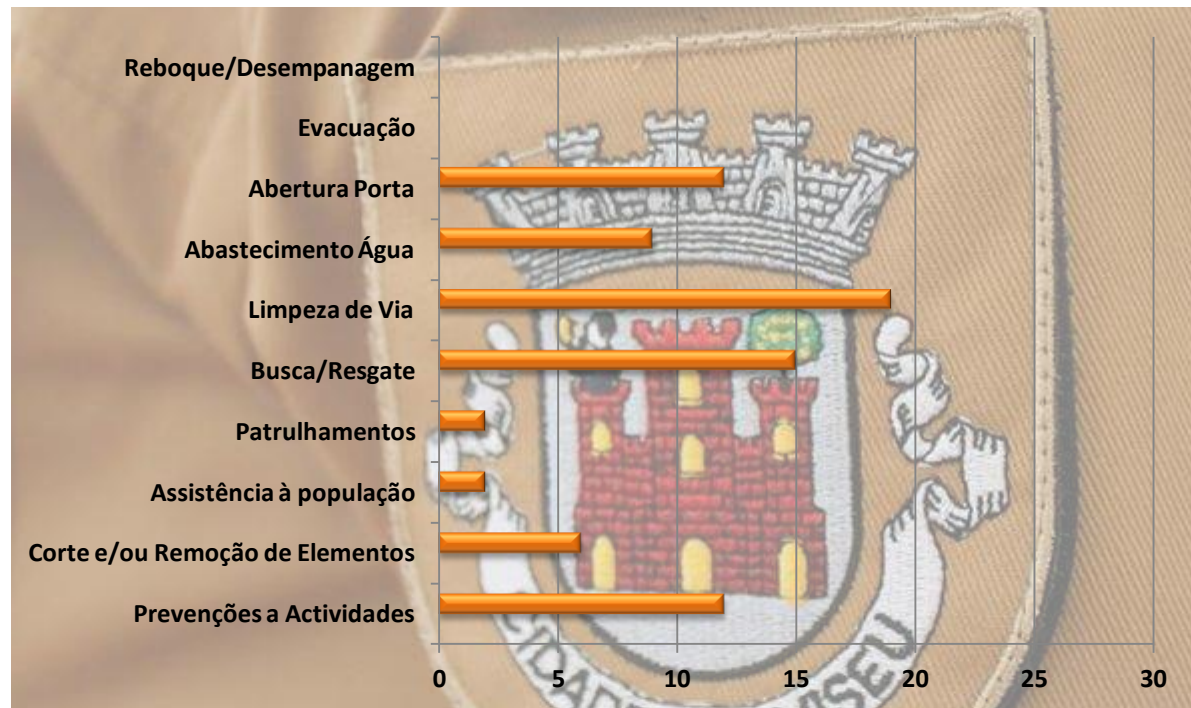 Reboque/Desempanagem
Evacuação
Abertura Porta
Abastecimento Água
Limpeza de Via
Busca/Resgate
Patrulhamentos
Assistência à população
Corte e/ou Remoção de Elementos
Prevenções a Actividades
0 5 10 15 20 25 30